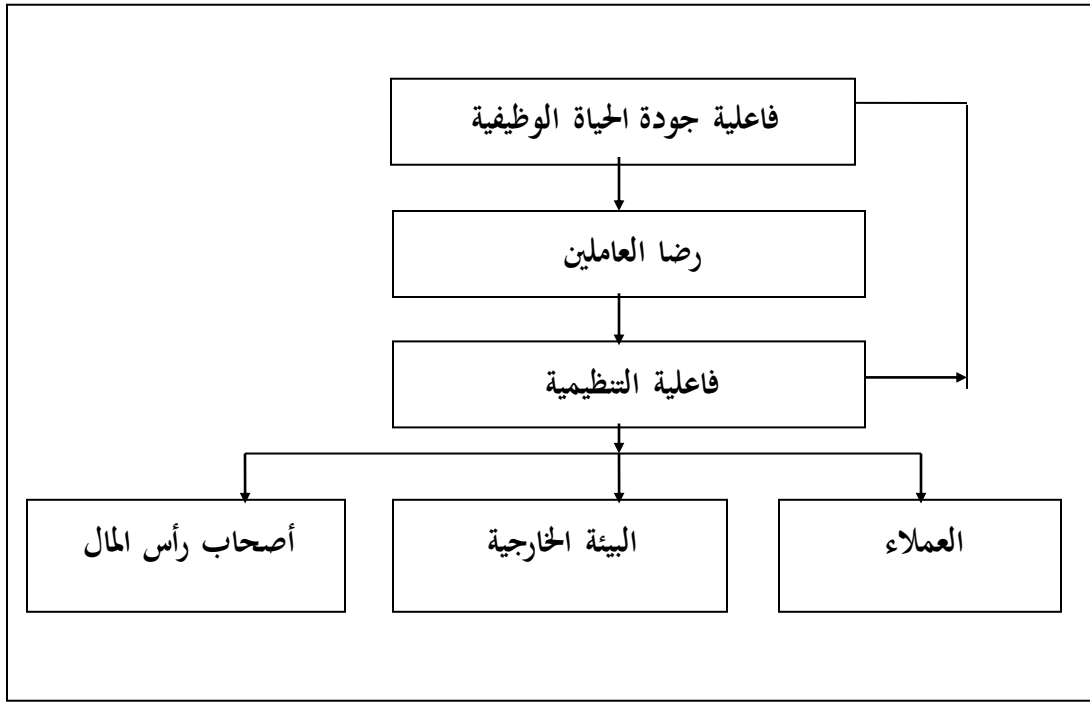 فاعلية جودة الحياة الوظيفية
رضا العاملين
فاعلية التنظيمية
العملاء
البيئة الخارجية
أصحاب رأس المال